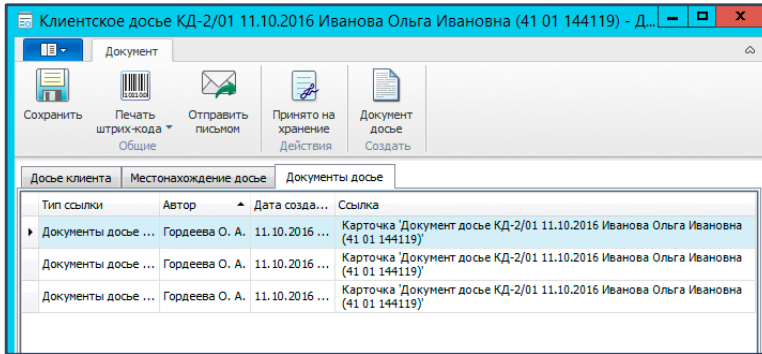 Клиентское досье КД-2/01 11.10.2016 Иванова Ольга Ивановна (41 01 144119) - Д...
Документ
Сохранить
Печать штрих-кода
Отправить письмом
Принято на хранение
Документ досье
Общие
Действия
Создать
Досье клиента
Местонахождение досье
Документы досье
Тип ссылки
Автор
Дата созда...
Ссылка
Документы досье ...
Гордеева О. А.
11.10.2016 ...
Карточка 'Документ досье КД-2/01 11.10.2016 Иванова Ольга Ивановна
(41 01 144119)'
Документы досье ...
Гордеева О. А.
11.10.2016 ...
Карточка 'Документ досье КД-2/01 11.10.2016 Иванова Ольга Ивановна
(41 01 144119)'
Документы досье ...
Гордеева О. А.
11.10.2016 ...
Карточка 'Документ досье КД-2/01 11.10.2016 Иванова Ольга Ивановна
(41 01 144119)'